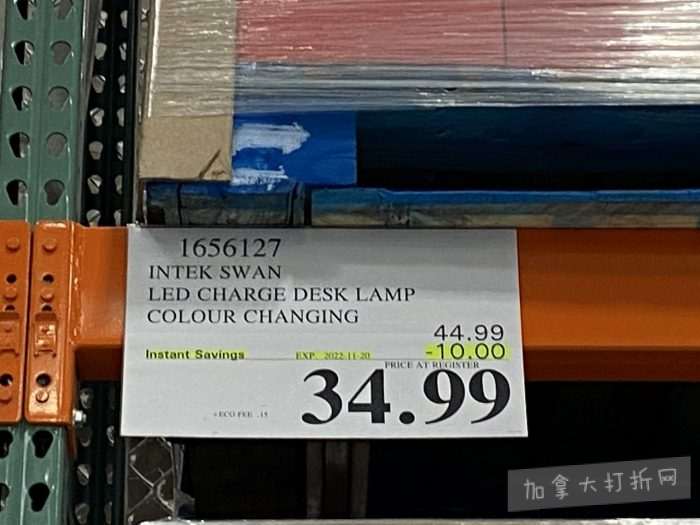 1656127
INTEK SWAN
LED CHARGE DESK LAMP
COLOUR CHANGING
44.99
Instant Savings EXP. 2022-11-20 -10.00
PRICE AT REGISTER
34.99
+ECO FEE .15
加拿大打折网